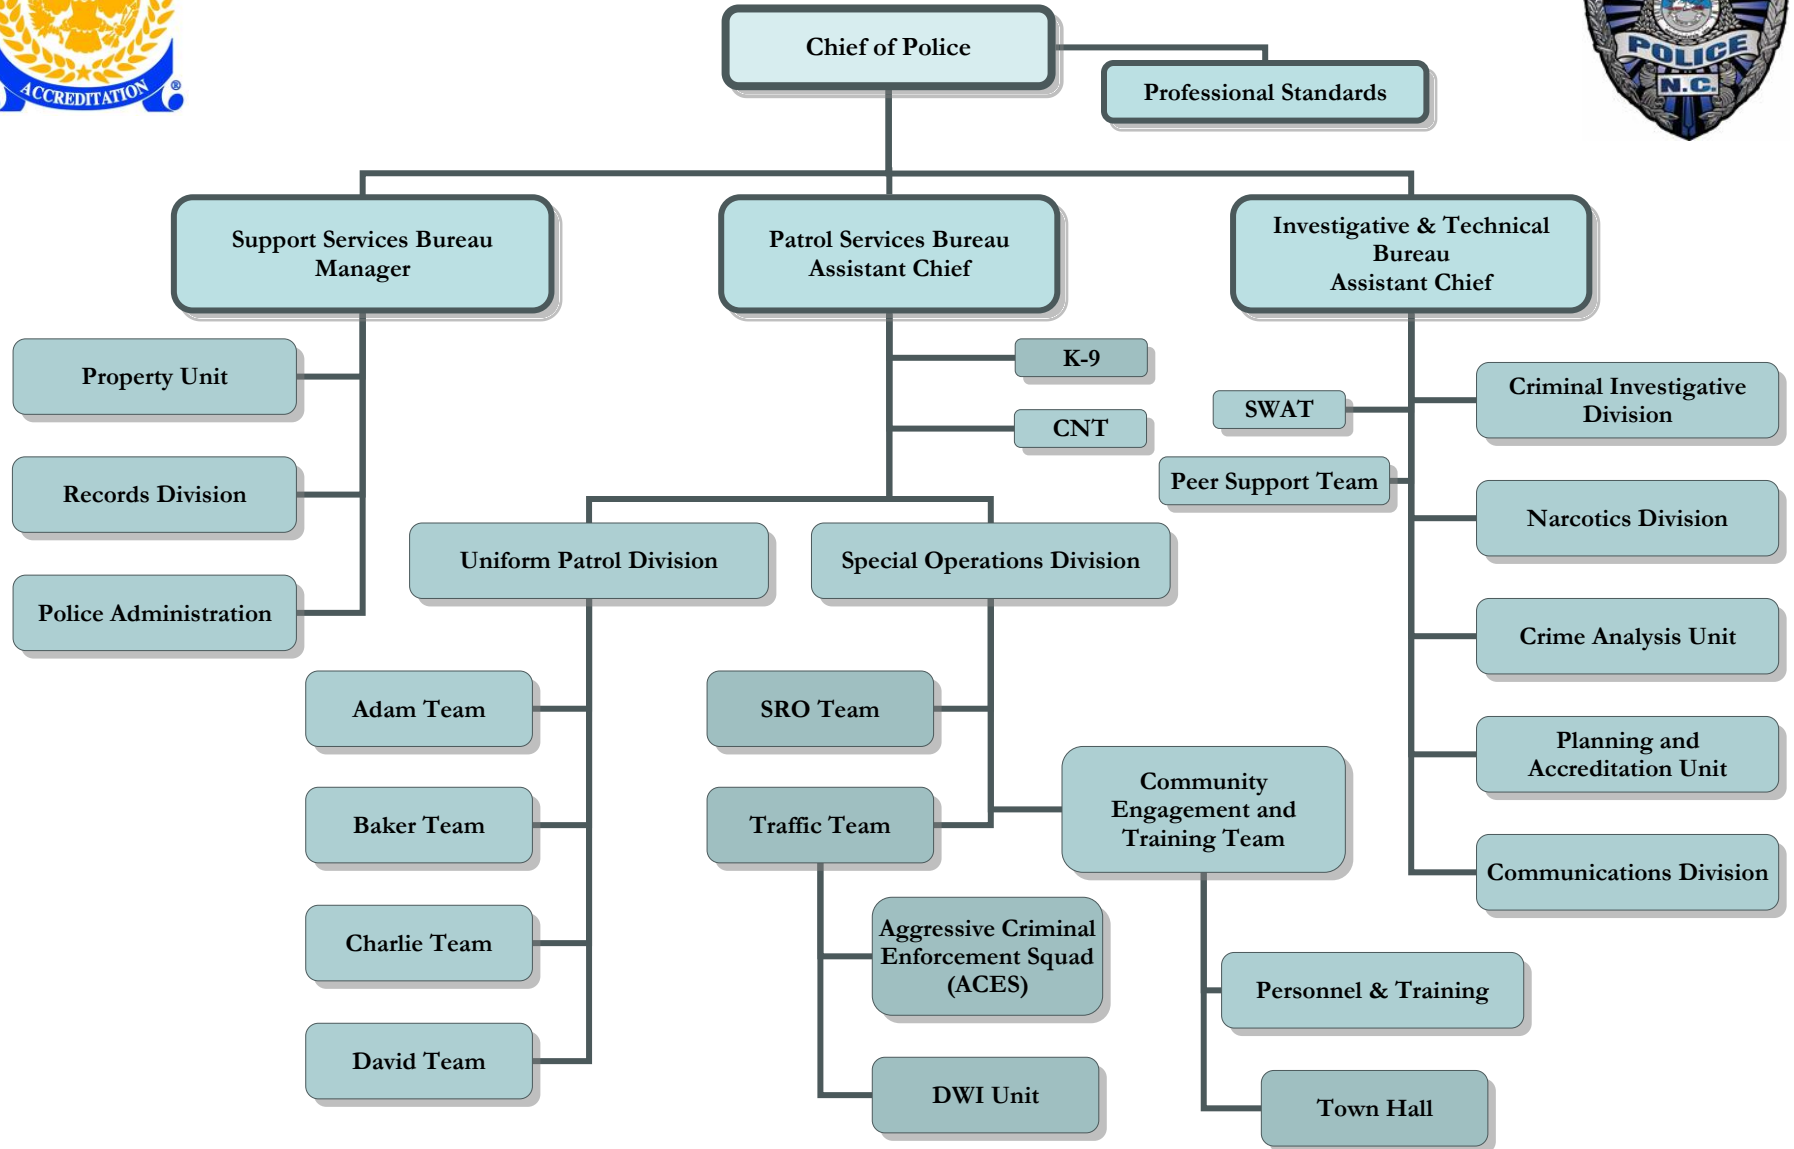 Chief of Police
Professional Standards
ACCREDITATION
®
POLICE
N.C.
Support Services Bureau
Manager
Patrol Services Bureau
Assistant Chief
Investigative & Technical
Bureau
Assistant Chief
Property Unit
Records Division
Police Administration
K-9
CNT
SWAT
Peer Support Team
Criminal Investigative
Division
Narcotics Division
Crime Analysis Unit
Planning and
Accreditation Unit
Communications Division
Uniform Patrol Division
Special Operations Division
Adam Team
Baker Team
Charlie Team
David Team
SRO Team
Traffic Team
Community
Engagement and
Training Team
Aggressive Criminal
Enforcement Squad
(ACES)
DWI Unit
Personnel & Training
Town Hall